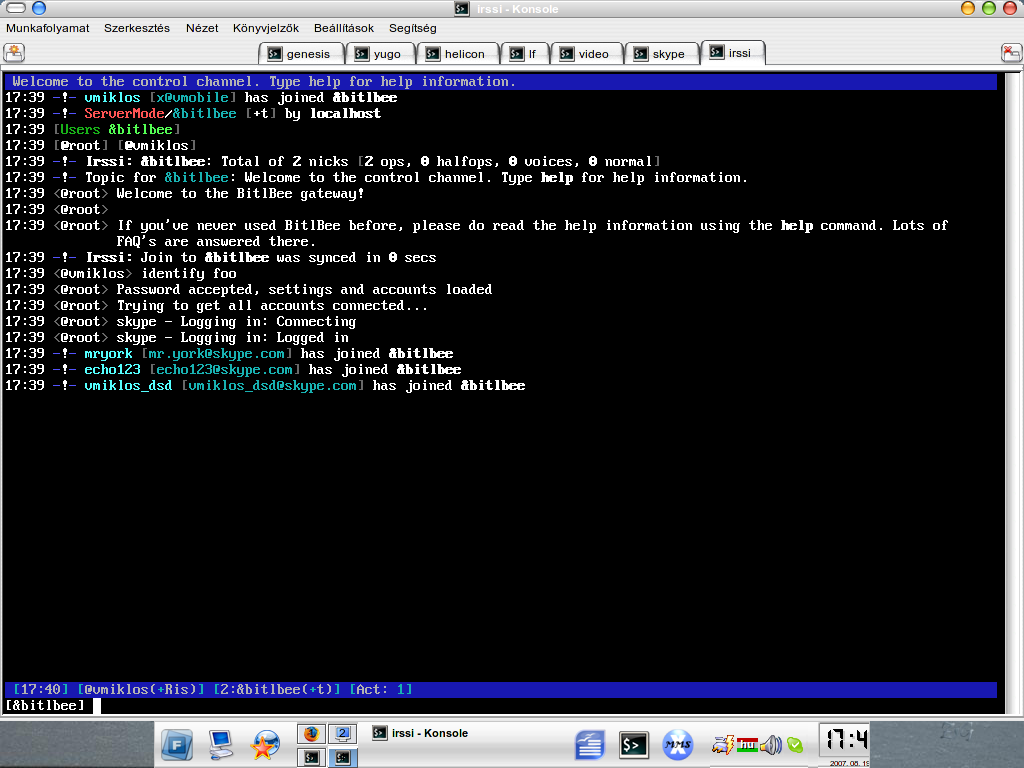 irssi - Konsole
Munkafolyamat Szerkesztés Nézet Könyvjelzők Beállítások Segítség
genesis yugo helicon lf video skype irssi
Welcome to the control channel. Type help for help information.
17:39 -!- vmiklos [x@vmobile] has joined &bitlbee
17:39 -!- ServerMode/&bitlbee [+t] by localhost
17:39 [Users &bitlbee]
17:39 [@root] [@vmiklos]
17:39 -!- Irssi: &bitlbee: Total of 2 nicks [2 ops, 0 halfops, 0 voices, 0 normal]
17:39 -!- Topic for &bitlbee: Welcome to the control channel. Type help for help information.
17:39 <@root> Welcome to the BitlBee gateway!
17:39 <@root>
17:39 <@root> If you've never used BitlBee before, please do read the help information using the help command. Lots of
FAQ's are answered there.
17:39 -!- Irssi: Join to &bitlbee was synced in 0 secs
17:39 <@vmiklos> identify foo
17:39 <@root> Password accepted, settings and accounts loaded
17:39 <@root> Trying to get all accounts connected...
17:39 <@root> skype - Logging in: Connecting
17:39 <@root> skype - Logging in: Logged in
17:39 -!- mryork [mr.york@skype.com] has joined &bitlbee
17:39 -!- echo123 [echo123@skype.com] has joined &bitlbee
17:39 -!- vmiklos_dsd [vmiklos_dsd@skype.com] has joined &bitlbee
[17:40] [@vmiklos(+Ris)] [2:&bitlbee(+t)] [Act: 1]
[&bitlbee]
F 2 irssi - Konsole $> MMS hu 17:4
2007. 08. 19